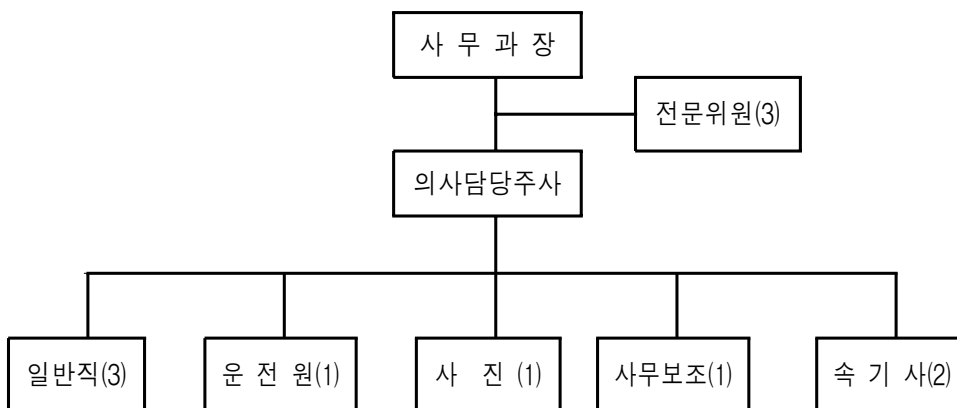 사 무 과 장
전문위원(3)
의사담당주사
일반직(3)
운 전 원(1)
사 진 (1)
사무보조(1)
속 기 사(2)